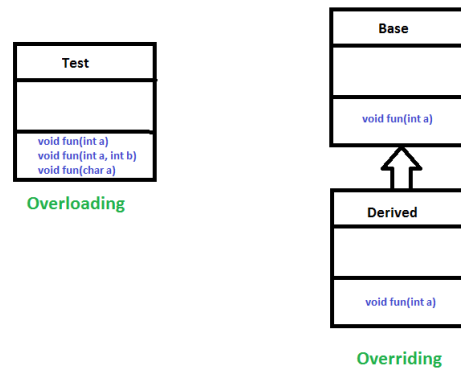 Test
void fun(int a)
void fun(int a, int b)
void fun(char a)
Overloading
Base
void fun(int a)
Derived
void fun(int a)
Overriding